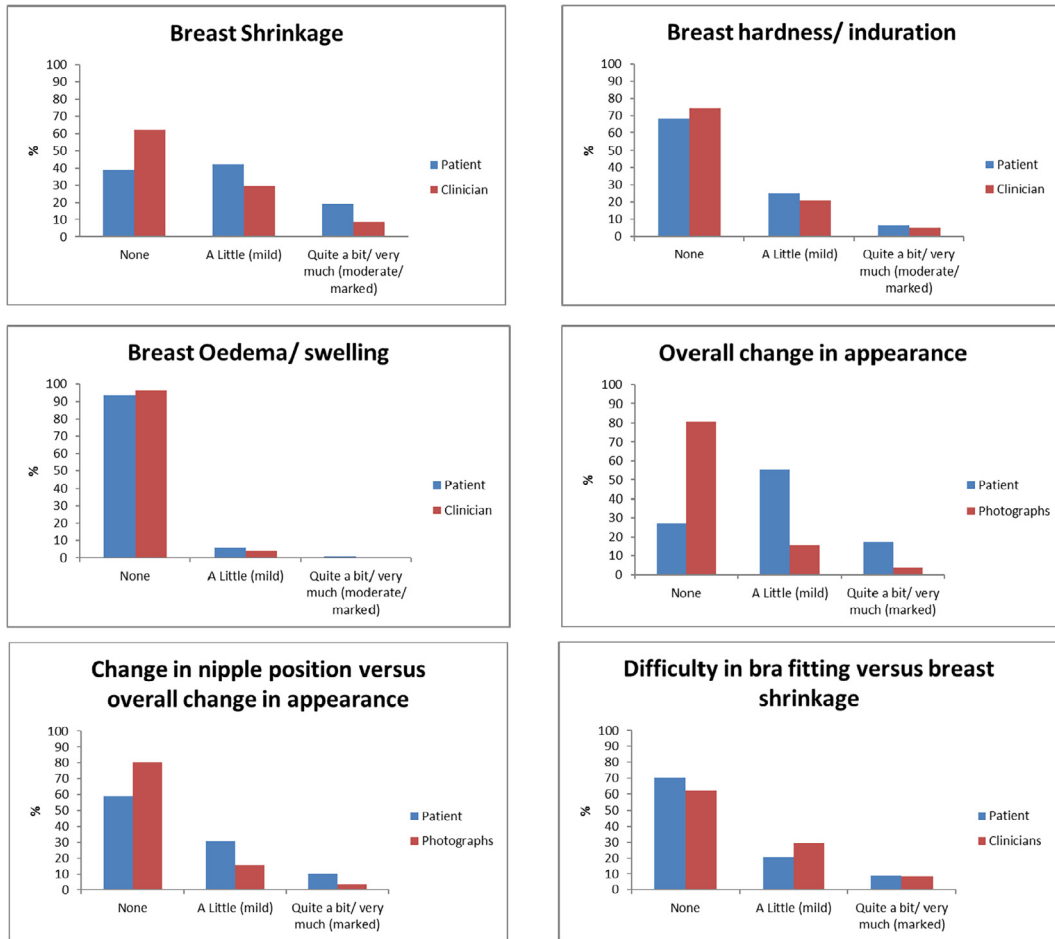 Breast Shrinkage
%
100
90
80
70
60
50
40
30
20
10
0
None
A Little (mild)
Quite a bit/ very
much (moderate/
marked)
Patient
Clinician
Breast hardness/ induration
%
100
90
80
70
60
50
40
30
20
10
0
None
A Little (mild)
Quite a bit/ very
much (moderate/
marked)
Patient
Clinician
Breast Oedema/ swelling
%
100
90
80
70
60
50
40
30
20
10
0
None
A Little (mild)
Quite a bit/ very
much (moderate/
marked)
Patient
Clinician
Overall change in appearance
%
100
90
80
70
60
50
40
30
20
10
0
None
A Little (mild)
Quite a bit/ very
much (marked)
Patient
Photographs
Change in nipple position versus
overall change in appearance
%
100
90
80
70
60
50
40
30
20
10
0
None
A Little (mild)
Quite a bit/ very
much (marked)
Patient
Photographs
Difficulty in bra fitting versus breast
shrinkage
%
100
90
80
70
60
50
40
30
20
10
0
None
A Little (mild)
Quite a bit/ very
much (marked)
Patient
Clinicians